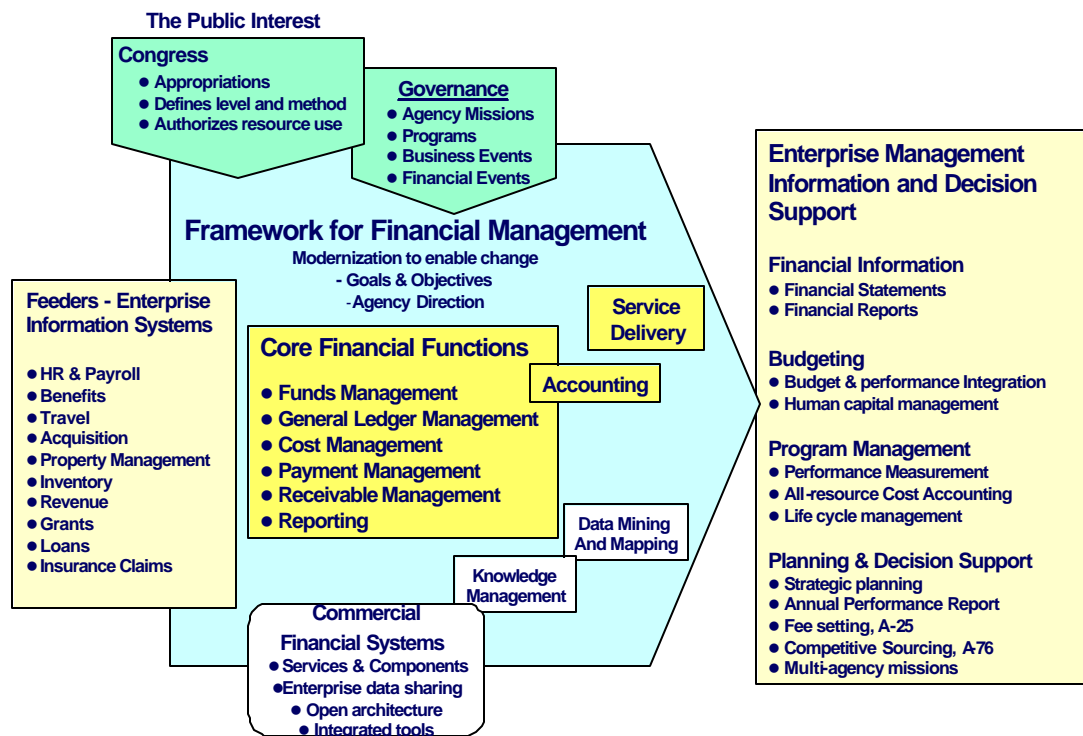 The Public Interest
Congress
● Appropriations
● Defines level and method
● Authorizes resource use
Governance
● Agency Missions
● Programs
● Business Events
● Financial Events
Framework for Financial Management
Modernization to enable change
- Goals & Objectives
-Agency Direction
Feeders - Enterprise
Information Systems
● HR & Payroll
● Benefits
● Travel
● Acquisition
● Property Management
● Inventory
● Revenue
● Grants
● Loans
● Insurance Claims
Core Financial Functions
● Funds Management
● General Ledger Management
● Cost Management
● Payment Management
● Receivable Management
● Reporting
Service
Delivery
Accounting
Data Mining
And Mapping
Knowledge
Management
Commercial
Financial Systems
● Services & Components
● Enterprise data sharing
● Open architecture
● Integrated tools
Enterprise Management
Information and Decision
Support
Financial Information
● Financial Statements
● Financial Reports
Budgeting
● Budget & performance Integration
● Human capital management
Program Management
● Performance Measurement
● All-resource Cost Accounting
● Life cycle management
Planning & Decision Support
● Strategic planning
● Annual Performance Report
● Fee setting, A-25
● Competitive Sourcing, A-76
● Multi-agency missions